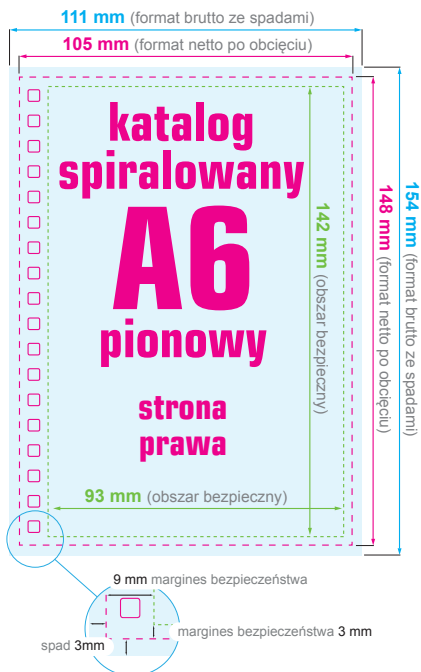 111 mm (format brutto ze spadami)
105 mm (format netto po obcięciu)
katalog
spiralowany
A6
pionowy
strona
prawa
142 mm (obszar bezpieczny)
148 mm (format netto po obcięciu)
154 mm (format brutto ze spadami)
93 mm (obszar bezpieczny)
9 mm margines bezpieczeństwa
margines bezpieczeństwa 3 mm
spad 3mm